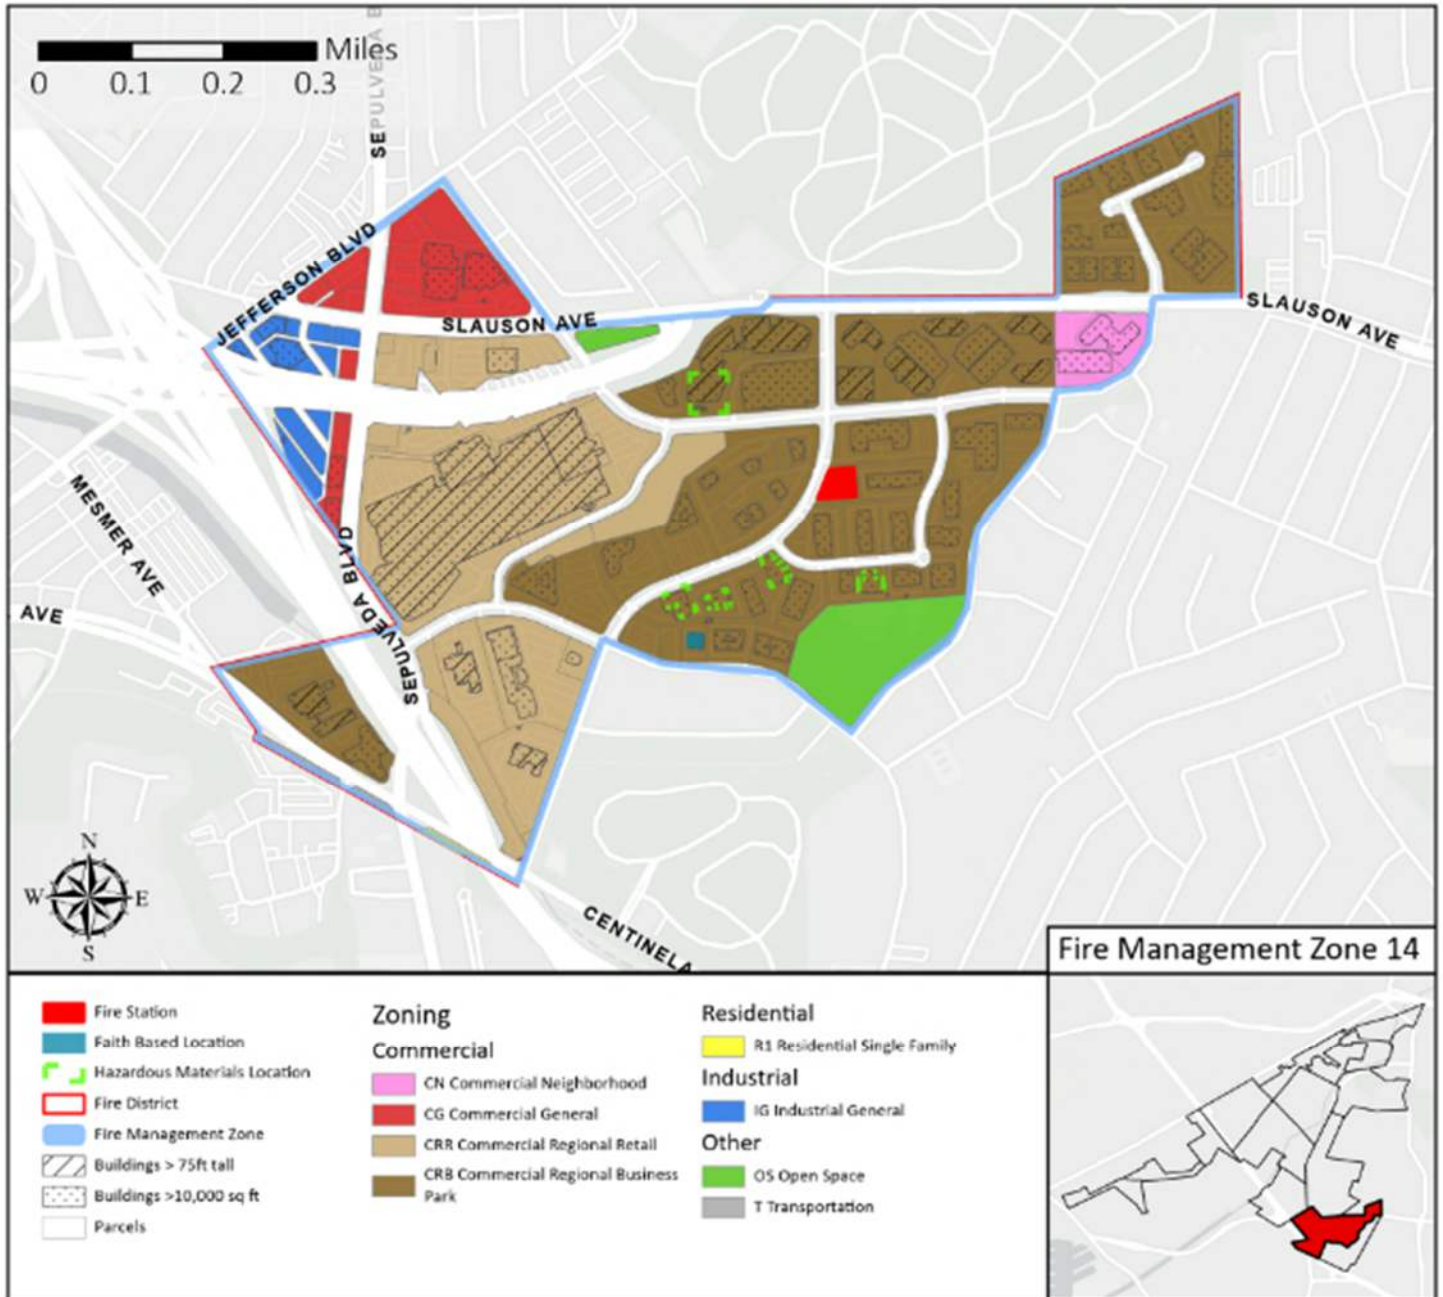 Miles
0 0.1 0.2 0.3
SEPULVEDA B
JEFFERSON BLVD
SLAUSON AVE
SLAUSON AVE
MESMER AVE
AVE
SEPULVEDA BLVD
CENTINELA
N
W E
S
Fire Management Zone 14
Fire Station
Faith Based Location
Hazardous Materials Location
Fire District
Fire Management Zone
Buildings > 75ft tall
Buildings >10,000 sq ft
Parcels
Zoning
Commercial
CN Commercial Neighborhood
CG Commercial General
CRR Commercial Regional Retail
CRB Commercial Regional Business
Park
Residential
R1 Residential Single Family
Industrial
IG Industrial General
Other
OS Open Space
T Transportation